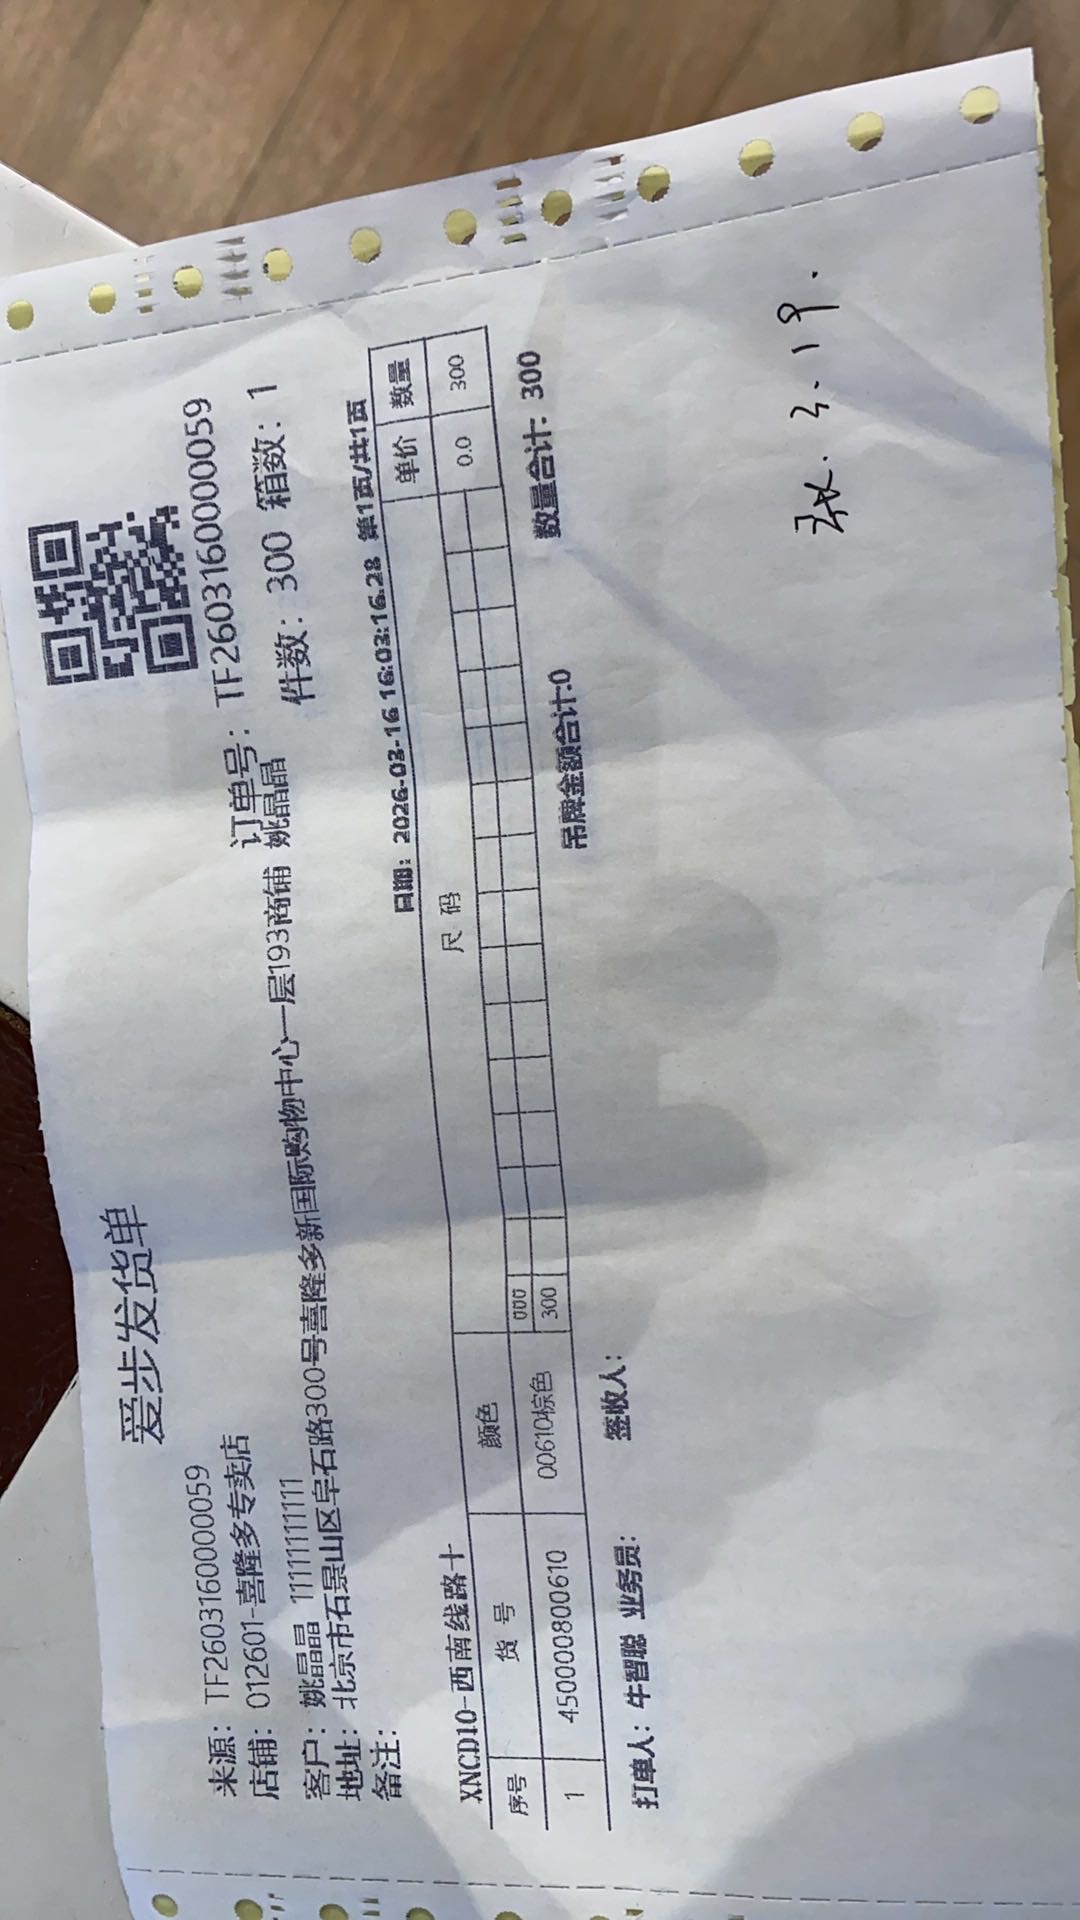 爱步发货单
来源： TF260316000059 订单号： TF260316000059
店铺： 012601-喜隆多专卖店
客户： 姚晶晶 11111111111 件数： 300 箱数： 1
地址： 北京市石景山区阜石路300号喜隆多新国际购物中心一层193商铺 姚晶晶
备注：
XNCD10-西南线路十 日期： 2026-03-16 16:03:16.28 第1页/共1页
序号 货 号 颜色 尺 码 单价 数量
000
1 450000800610 00610棕色 300 0.0 300
吊牌金额合计:0 数量合计： 300
打单人：牛智聪 业务员： 签收人：
3.19.